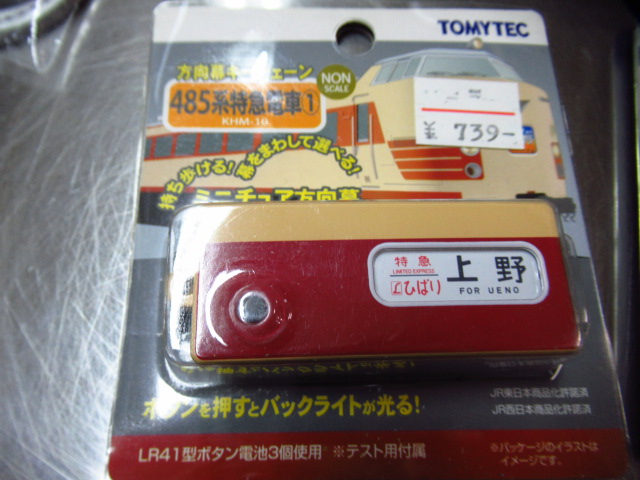 TOMYTEC
方向幕キーチェーン
NON
SCALE
485系特急電車①
KHM-16
¥ 739-
持ち歩ける!幕をまわして選べる!
ミニチュア方向幕
特急
LIMITED EXPRESS
ひばり
上野
FOR UENO
ボタンを押すとバックライトが光る!
JR東日本商品化許諾済
JR西日本商品化許諾済
LR41型ボタン電池3個使用 ※テスト用付属
※パッケージのイラストは
イメージです。